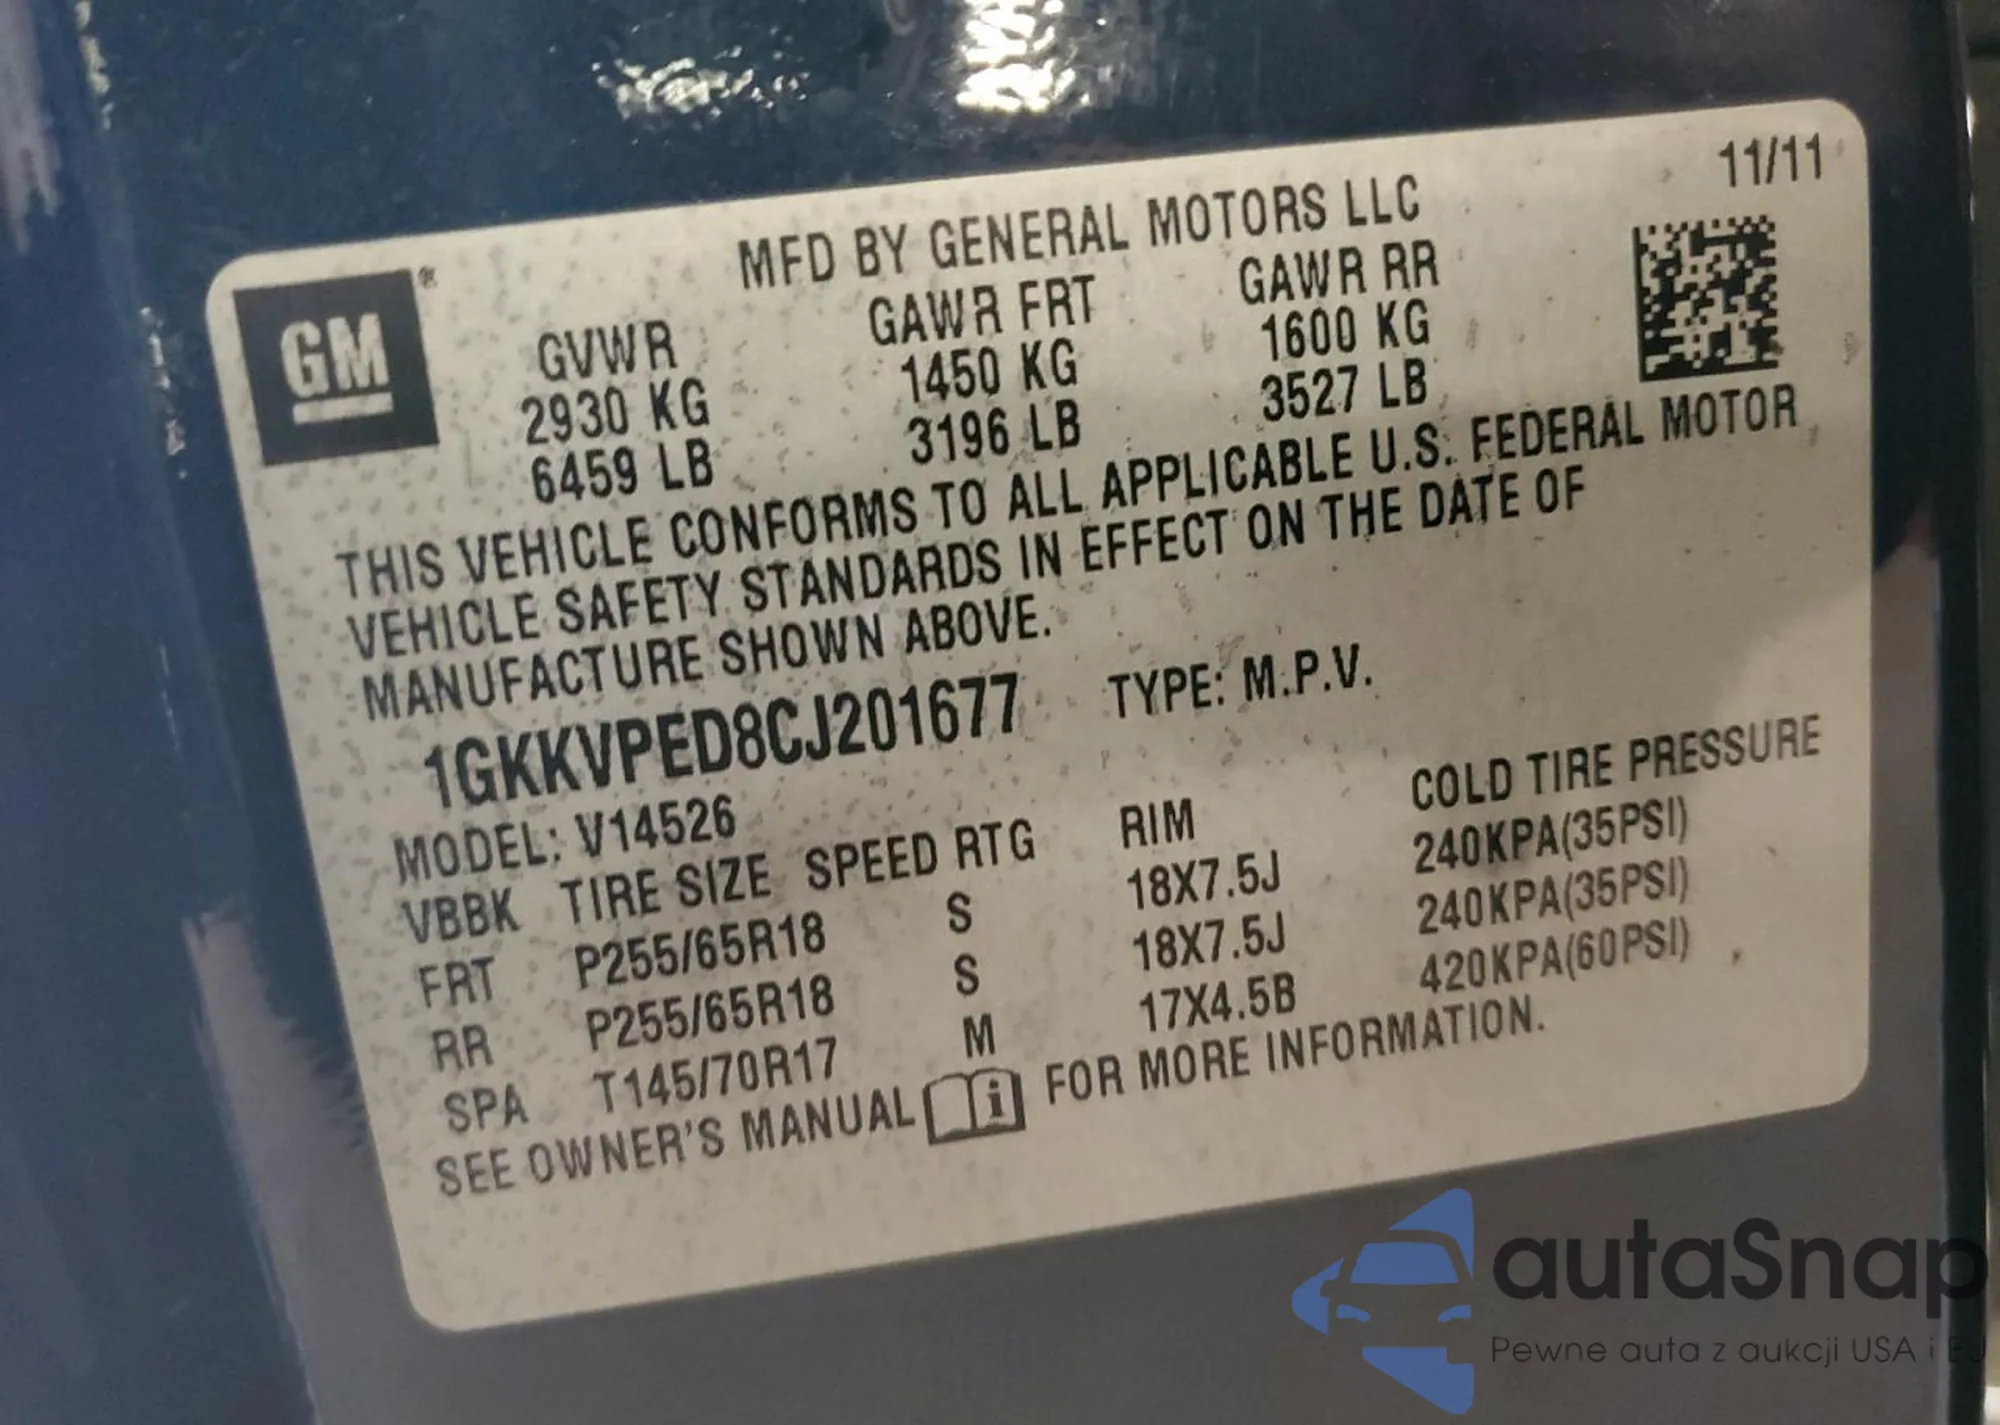 11/11
MFD BY GENERAL MOTORS LLC
GM®
GVWR GAWR FRT GAWR RR
2930 KG 1450 KG 1600 KG
6459 LB 3196 LB 3527 LB
THIS VEHICLE CONFORMS TO ALL APPLICABLE U.S. FEDERAL MOTOR
VEHICLE SAFETY STANDARDS IN EFFECT ON THE DATE OF
MANUFACTURE SHOWN ABOVE.
1GKKVPED8CJ201677 TYPE: M.P.V.
MODEL: V14526
VBBK TIRE SIZE SPEED RTG RIM COLD TIRE PRESSURE
FRT P255/65R18 S 18X7.5J 240KPA(35PSI)
RR P255/65R18 S 18X7.5J 240KPA(35PSI)
SPA T145/70R17 M 17X4.5B 420KPA(60PSI)
SEE OWNER'S MANUAL i FOR MORE INFORMATION.
autaSnap
Pewne auta z aukcji USA i EU